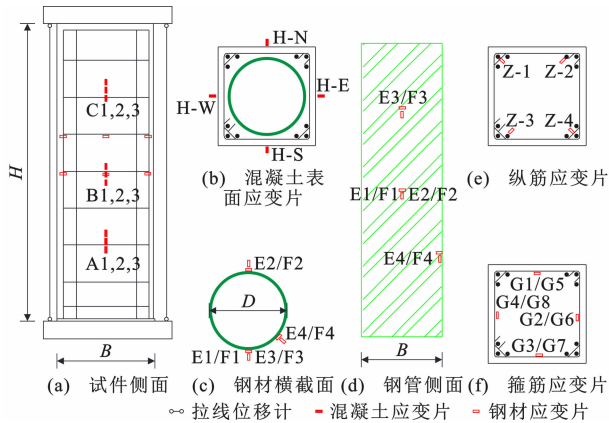 H
C1,2,3
B1,2,3
A1,2,3
B
(a) 试件侧面
H-N
H-W
H-E
H-S
(b) 混凝土表
面应变片
E2/F2
D
E4/F4
E1/F1
E3/F3
(c) 钢材横截面
E3/F3
E1/F1
E2/F2
E4/F4
B
(d) 钢管侧面
Z-1
Z-2
Z-3
Z-4
(e) 纵筋应变片
G1/G5
G4/G8
G2/G6
G3/G7
(f) 箍筋应变片
拉线位移计 混凝土应变片 钢材应变片